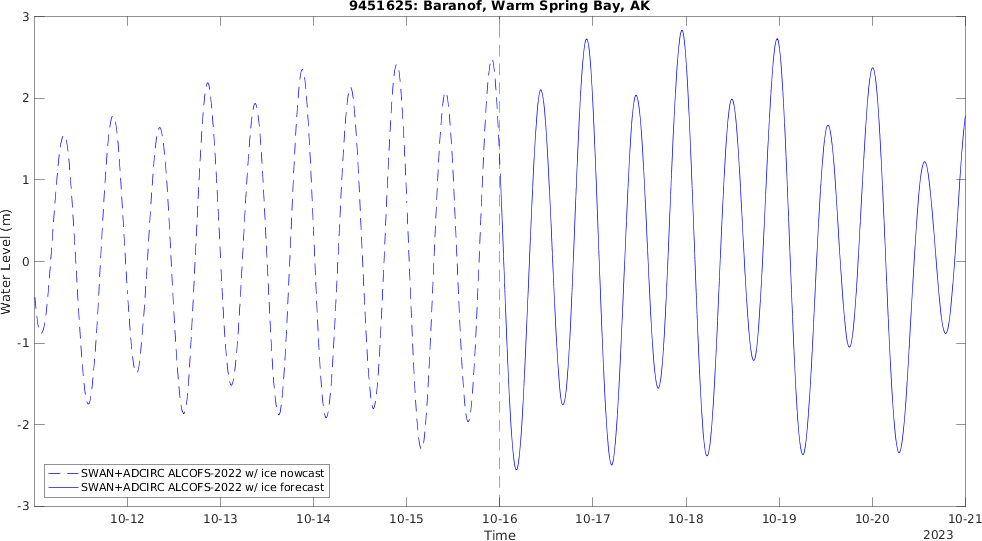 9451625: Baranof, Warm Spring Bay, AK
3
2
1
0
-1
-2
-3
Water Level (m)
SWAN+ADCIRC ALCOFS-2022 w/ ice nowcast
SWAN+ADCIRC ALCOFS-2022 w/ ice forecast
10-12 10-13 10-14 10-15 10-16 10-17 10-18 10-19 10-20 10-21
Time
2023